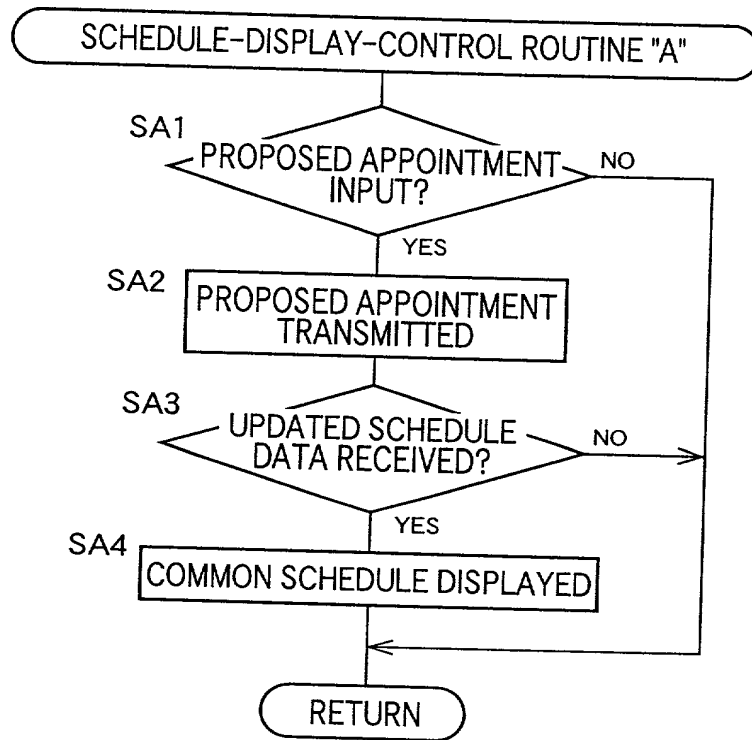 SCHEDULE-DISPLAY-CONTROL ROUTINE "A"
SA1
PROPOSED APPOINTMENT
INPUT?
NO
YES
SA2
PROPOSED APPOINTMENT
TRANSMITTED
SA3
UPDATED SCHEDULE
DATA RECEIVED?
NO
YES
SA4
COMMON SCHEDULE DISPLAYED
RETURN